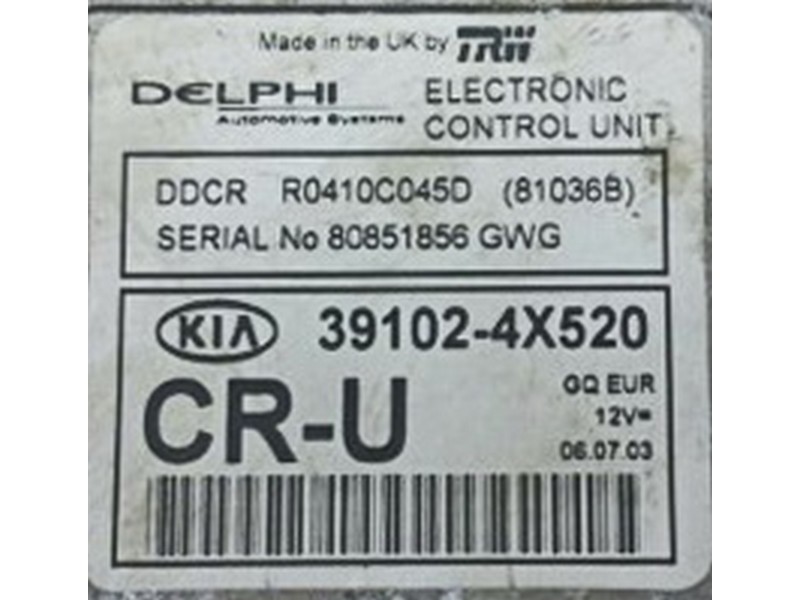 Made in the UK by TRW
DELPHI
Automotive Systems
ELECTRONIC
CONTROL UNIT
DDCR R0410C045D (81036B)
SERIAL No 80851856 GWG
KIA 39102-4X520
CR-U
GQ EUR
12V=
06.07.03